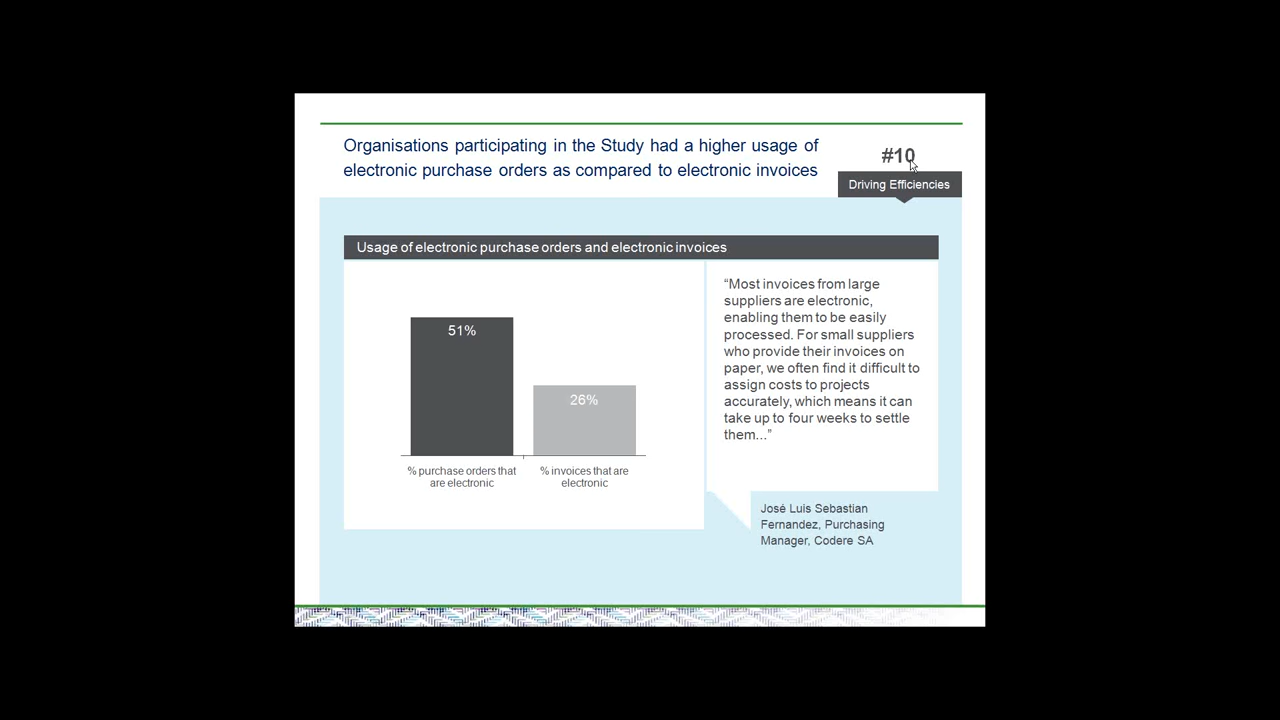 Organisations participating in the Study had a higher usage of
electronic purchase orders as compared to electronic invoices
#10
Driving Efficiencies
Usage of electronic purchase orders and electronic invoices
51%
26%
% purchase orders that
are electronic
% invoices that are
electronic
“Most invoices from large
suppliers are electronic,
enabling them to be easily
processed. For small suppliers
who provide their invoices on
paper, we often find it difficult to
assign costs to projects
accurately, which means it can
take up to four weeks to settle
them...”
José Luis Sebastian
Fernandez, Purchasing
Manager, Codere SA